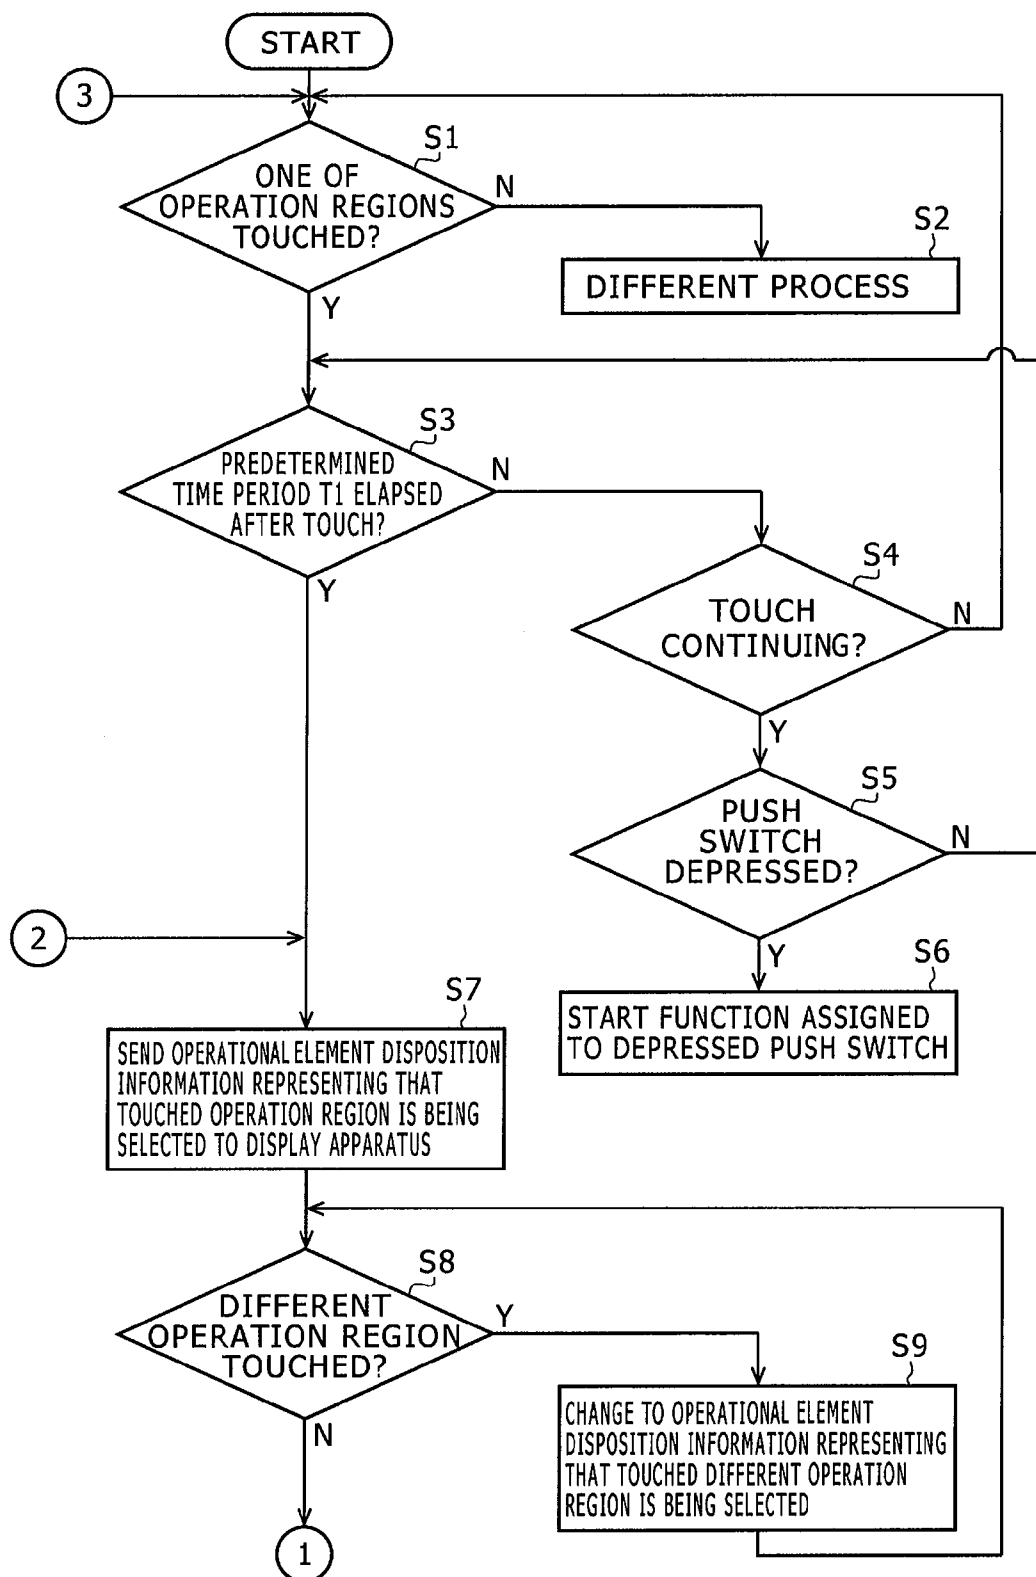 START
3
S1
ONE OF
OPERATION REGIONS
TOUCHED?
N
Y
S2
DIFFERENT PROCESS
S3
PREDETERMINED
TIME PERIOD T1 ELAPSED
AFTER TOUCH?
N
Y
S4
TOUCH
CONTINUING?
N
Y
S5
PUSH
SWITCH
DEPRESSED?
N
Y
2
S6
START FUNCTION ASSIGNED
TO DEPRESSED PUSH SWITCH
S7
SEND OPERATIONAL ELEMENT DISPOSITION
INFORMATION REPRESENTING THAT
TOUCHED OPERATION REGION IS BEING
SELECTED TO DISPLAY APPARATUS
S8
DIFFERENT
OPERATION REGION
TOUCHED?
Y
N
S9
CHANGE TO OPERATIONAL ELEMENT
DISPOSITION INFORMATION REPRESENTING
THAT TOUCHED DIFFERENT OPERATION
REGION IS BEING SELECTED
1